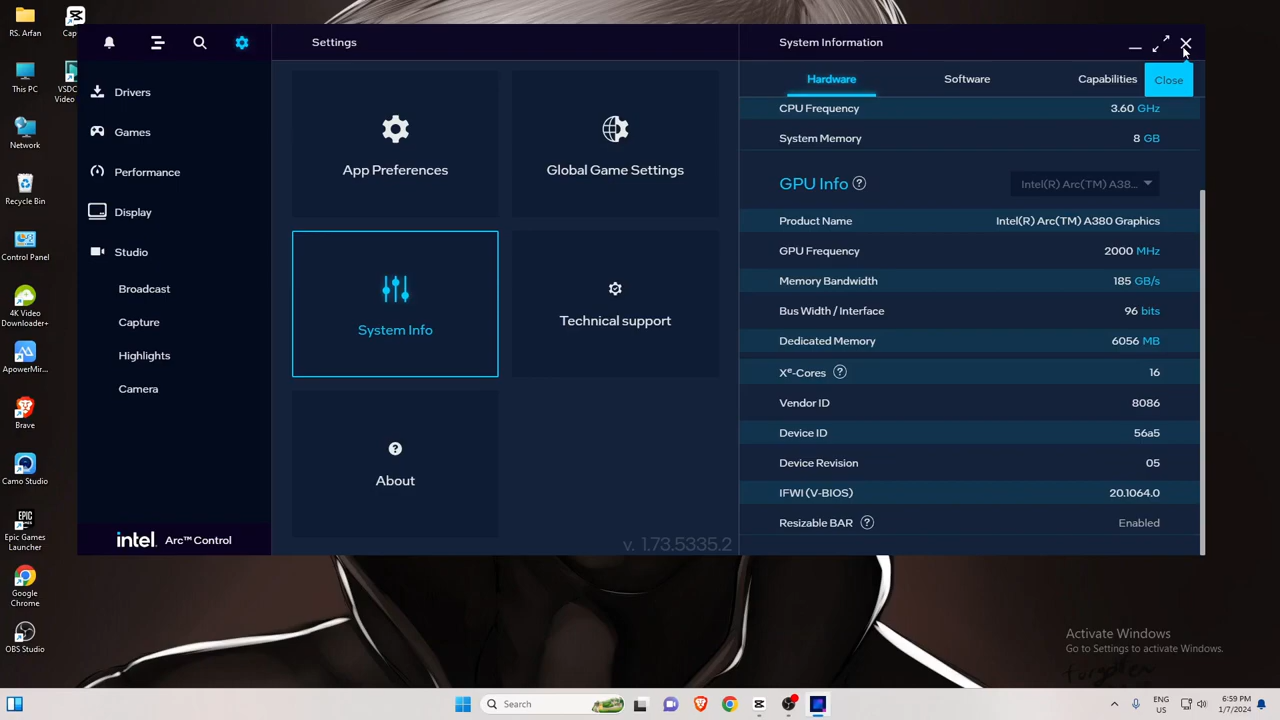 RS. Arfan
C
This PC
VSDC
Video
Network
Recycle Bin
Control Panel
4K Video
Downloader+
ApowerMir...
Brave
Camo Studio
Epic Games
Launcher
Google
Chrome
OBS Studio
Drivers
Games
Performance
Display
Studio
Broadcast
Capture
Highlights
Camera
intel. Arc™ Control
Settings
App Preferences
Global Game Settings
System Info
Technical support
About
v. 1.73.5335.2
System Information
Hardware Software Capabilities
Close
CPU Frequency 3.60 GHz
System Memory 8 GB
GPU Info ? Intel(R) Arc(TM) A38...
Product Name Intel(R) Arc(TM) A380 Graphics
GPU Frequency 2000 MHz
Memory Bandwidth 185 GB/s
Bus Width / Interface 96 bits
Dedicated Memory 6056 MB
Xᵉ-Cores ? 16
Vendor ID 8086
Device ID 56a5
Device Revision 05
IFWI (V-BIOS) 20.1064.0
Resizable BAR ? Enabled
Activate Windows
Go to Settings to activate Windows.
Search
ENG
US
6:59 PM
1/7/2024